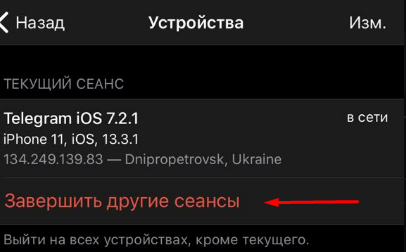 Назад Устройства Изм.
ТЕКУЩИЙ СЕАНС
Telegram iOS 7.2.1 в сети
iPhone 11, iOS, 13.3.1
134.249.139.83 — Dnipropetrovsk, Ukraine
Завершить другие сеансы
Выйти на всех устройствах, кроме текущего.